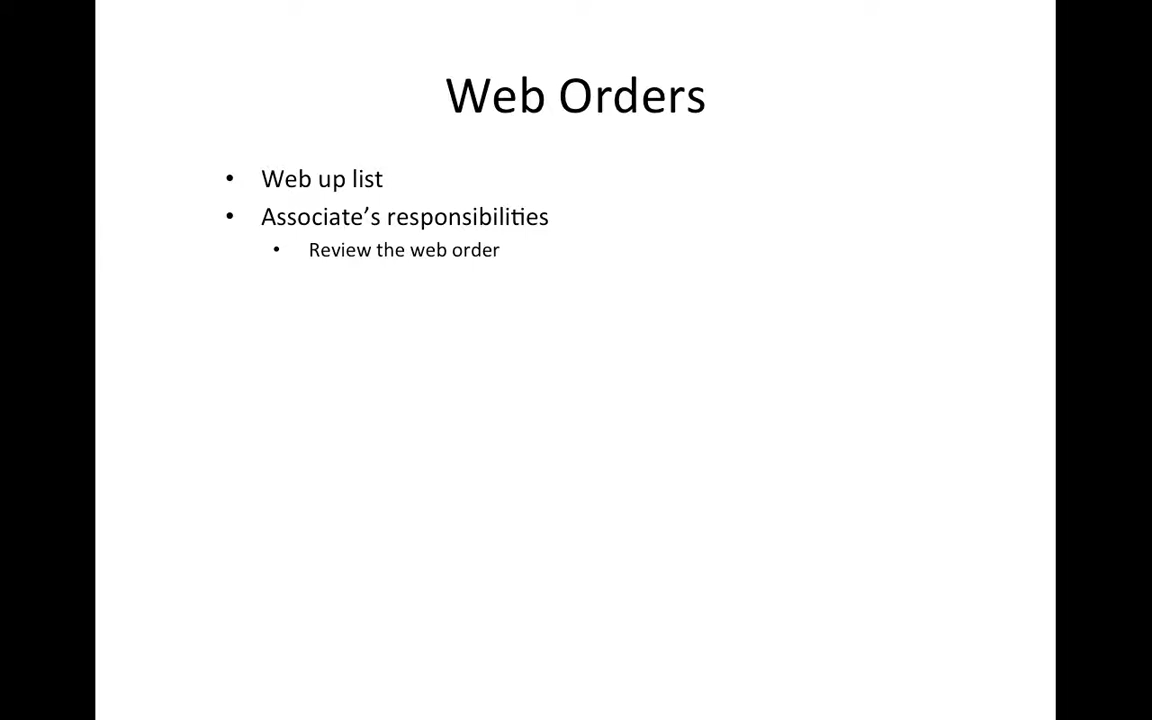 Web Orders
• Web up list
• Associate’s responsibilities
• Review the web order